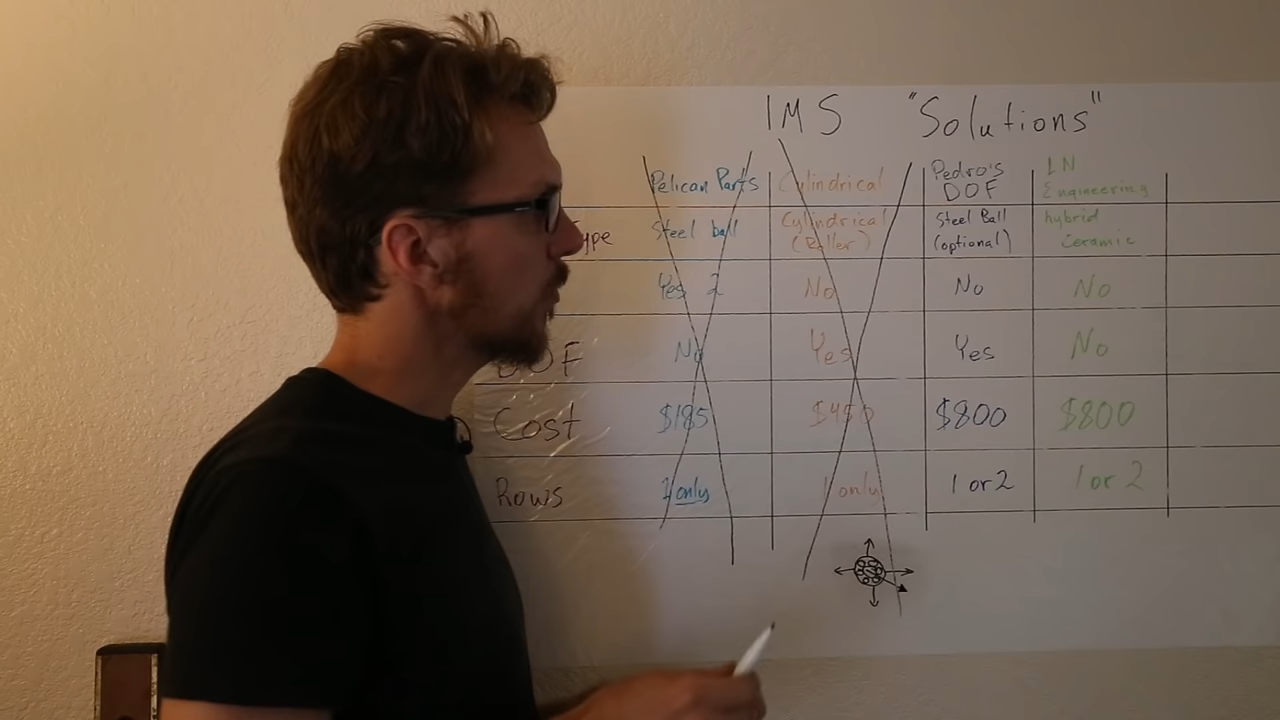 IMS "Solutions"
Pelican Parts Cylindrical Pedro's DOF LN Engineering
ype Steel ball Cylindrical (Roller) Steel Ball (optional) hybrid Ceramic
Yes 2 No No No
DOF No Yes Yes No
Cost $185 $450 $800 $800
Rows 1 only 1 only 1 or 2 1 or 2